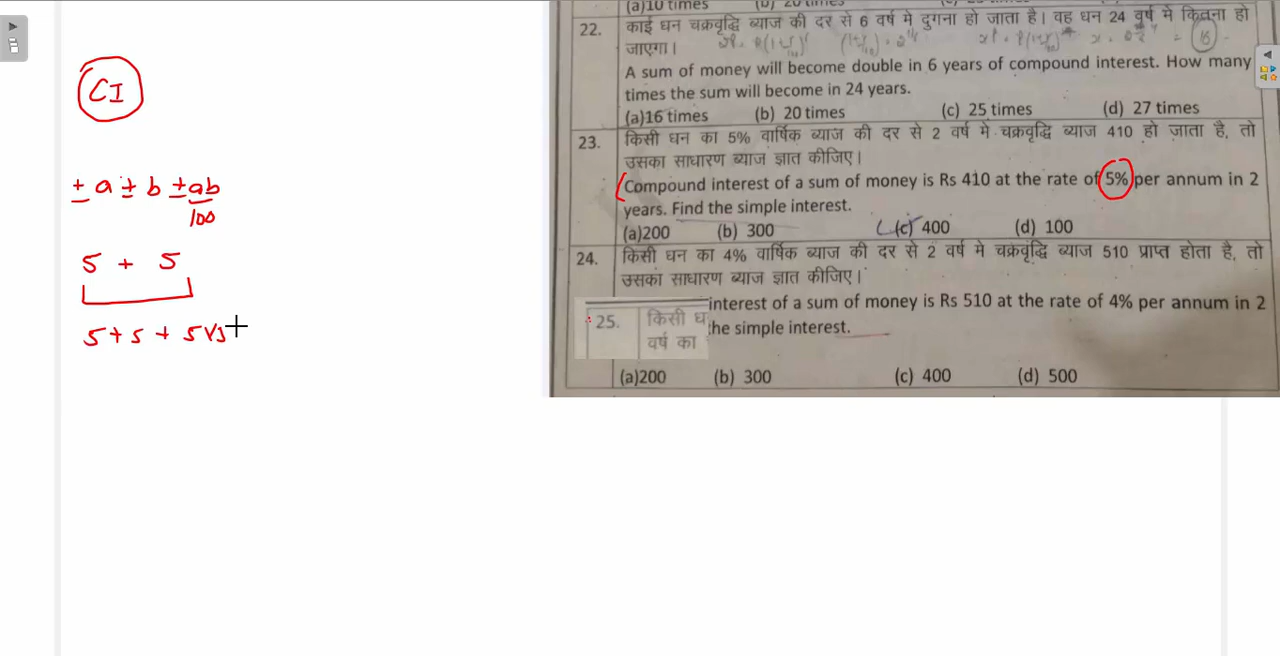 CI
± a ± b ± ab
100
5 + 5
5 + 5 + 5x5
(a)10 times (b) 20 times
22. काई धन चक्रवृद्धि ब्याज की दर से 6 वर्ष मे दुगना हो जाता है। वह धन 24 वर्ष मे कितना हो
जाएगा।
A sum of money will become double in 6 years of compound interest. How many
times the sum will become in 24 years.
(a)16 times (b) 20 times (c) 25 times (d) 27 times
23. किसी धन का 5% वार्षिक ब्याज की दर से 2 वर्ष मे चक्रवृद्धि ब्याज 410 हो जाता है, तो
उसका साधारण ब्याज ज्ञात कीजिए।
Compound interest of a sum of money is Rs 410 at the rate of 5% per annum in 2
years. Find the simple interest.
(a)200 (b) 300 (c) 400 (d) 100
24. किसी धन का 4% वार्षिक ब्याज की दर से 2 वर्ष मे चक्रवृद्धि ब्याज 510 प्राप्त होता है, तो
उसका साधारण ब्याज ज्ञात कीजिए।
interest of a sum of money is Rs 510 at the rate of 4% per annum in 2
25. किसी ध
he simple interest.
वर्ष का
(a)200 (b) 300 (c) 400 (d) 500